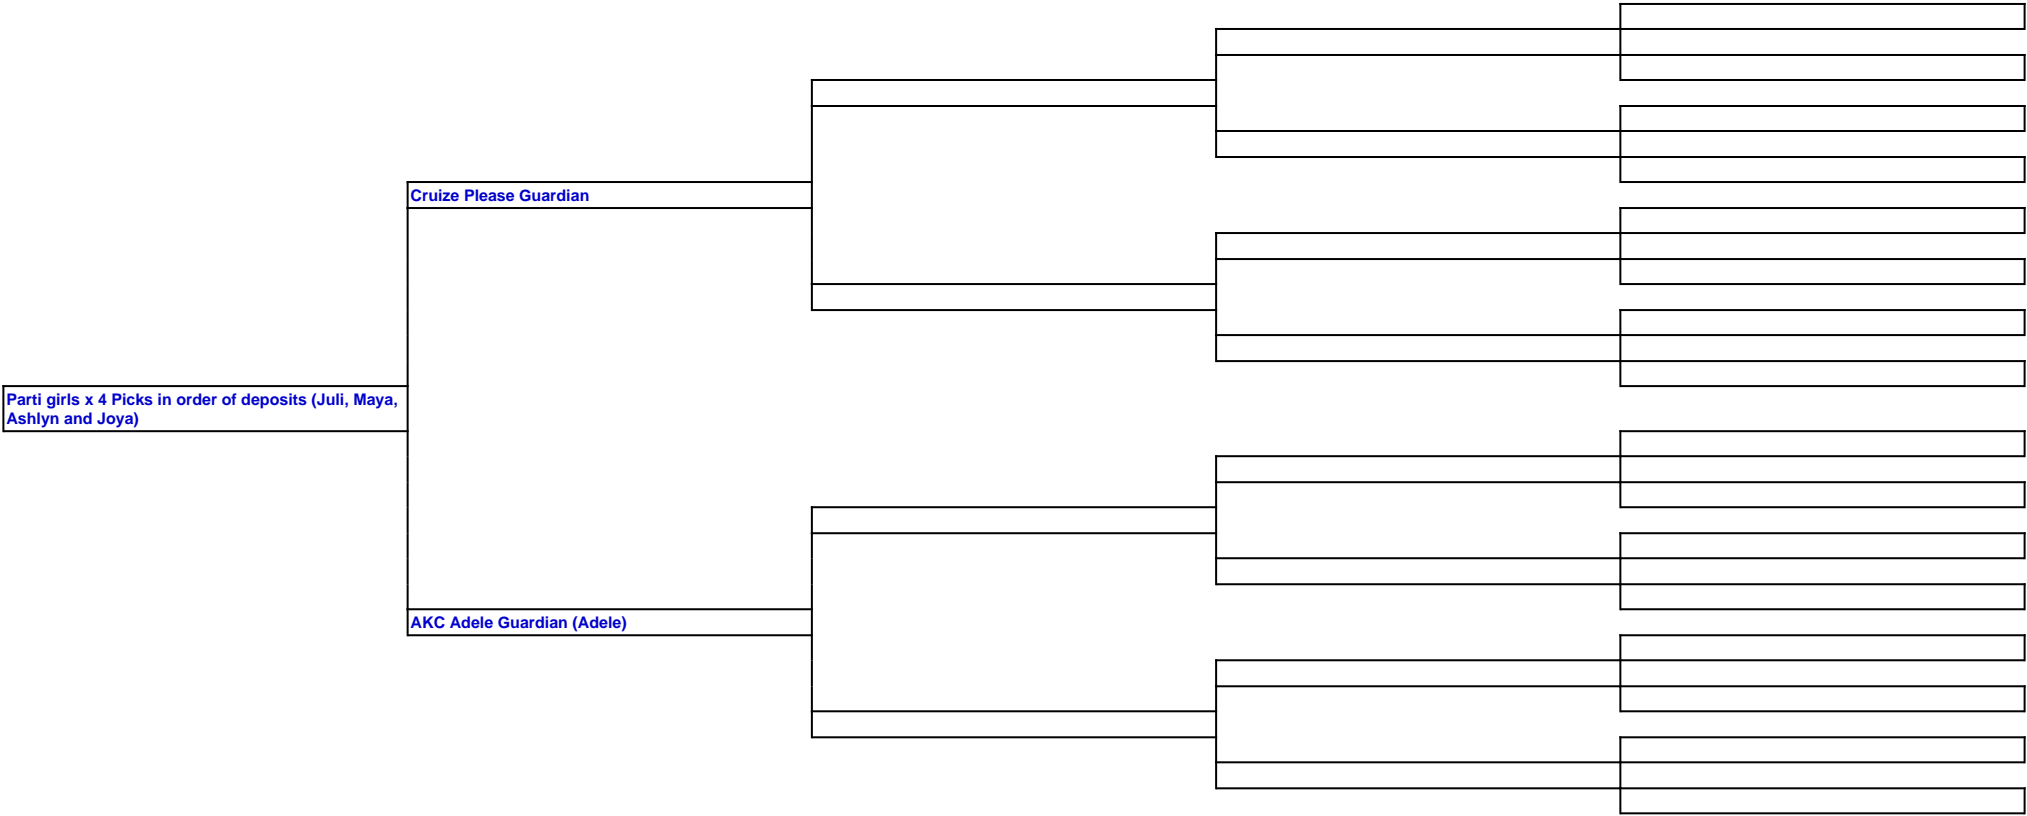 Cruize Please Guardian
Parti girls x 4 Picks in order of deposits (Juli, Maya,
Ashlyn and Joya)
AKC Adele Guardian (Adele)